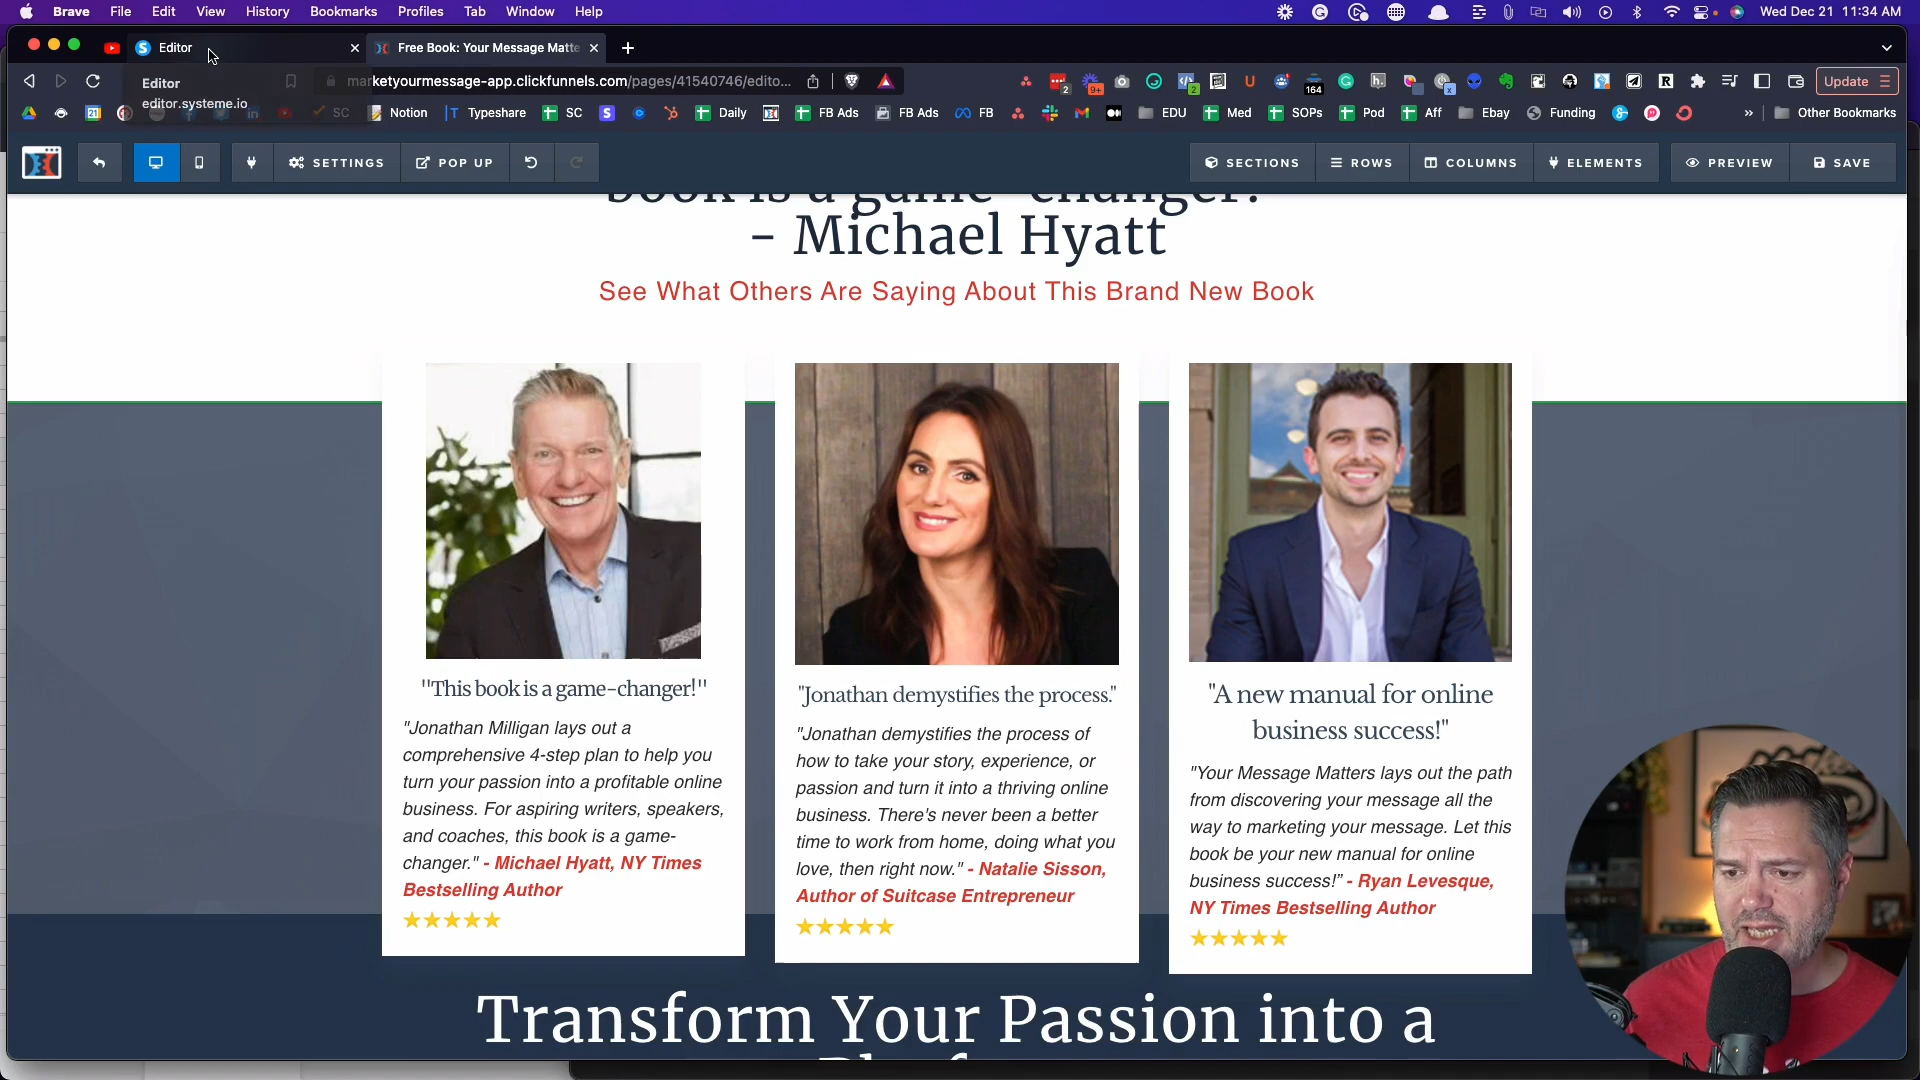 Brave File Edit View History Bookmarks Profiles Tab Window Help Wed Dec 21 11:34 AM
Editor Free Book: Your Message Matte
Editor
editor.systeme.io
marketyourmessage-app.clickfunnels.com/pages/41540746/edito... 2 9+ 2 164 Update
SC Notion Typeshare SC Daily FB Ads FB Ads FB EDU Med SOPs Pod Aff Ebay Funding » Other Bookmarks
SETTINGS POP UP SECTIONS ROWS COLUMNS ELEMENTS PREVIEW SAVE
book is a game-changer!"
- Michael Hyatt
See What Others Are Saying About This Brand New Book
"This book is a game-changer!"
"Jonathan Milligan lays out a
comprehensive 4-step plan to help you
turn your passion into a profitable online
business. For aspiring writers, speakers,
and coaches, this book is a game-
changer." - Michael Hyatt, NY Times
Bestselling Author
"Jonathan demystifies the process."
"Jonathan demystifies the process of
how to take your story, experience, or
passion and turn it into a thriving online
business. There's never been a better
time to work from home, doing what you
love, then right now." - Natalie Sisson,
Author of Suitcase Entrepreneur
"A new manual for online
business success!"
"Your Message Matters lays out the path
from discovering your message all the
way to marketing your message. Let this
book be your new manual for online
business success!" - Ryan Levesque,
NY Times Bestselling Author
Transform Your Passion into a